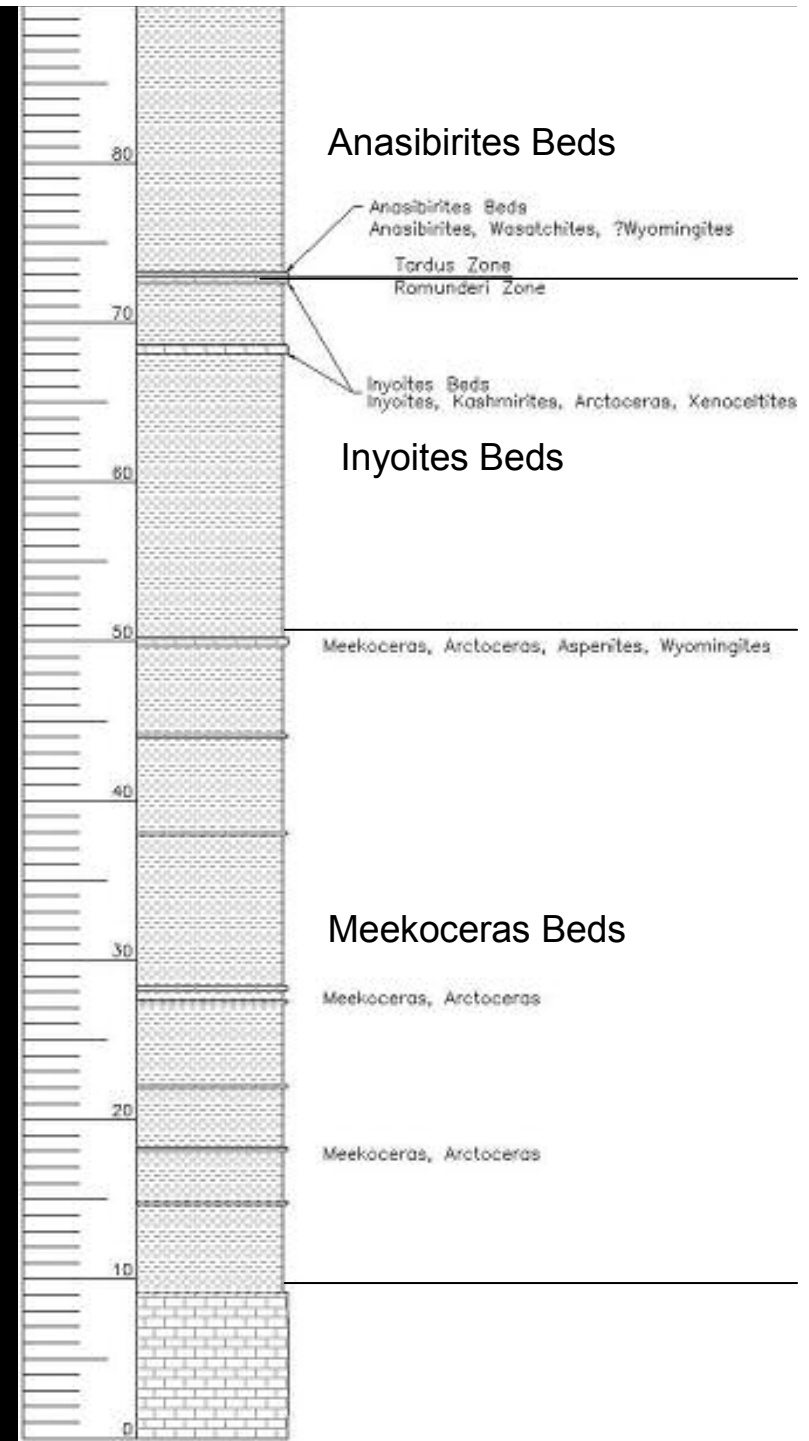 Anasibirites Beds
80
Anasibirites Beds
Anasibirites, Wasatchites, ?Wyomingites
Tardus Zone
Romunderi Zone
70
Inyoites Beds
Inyoites, Kashmirites, Arctoceras, Xenoceltites
Inyoites Beds
60
50
Meekoceras, Arctoceras, Aspenites, Wyomingites
40
Meekoceras Beds
30
Meekoceras, Arctoceras
20
Meekoceras, Arctoceras
10
0